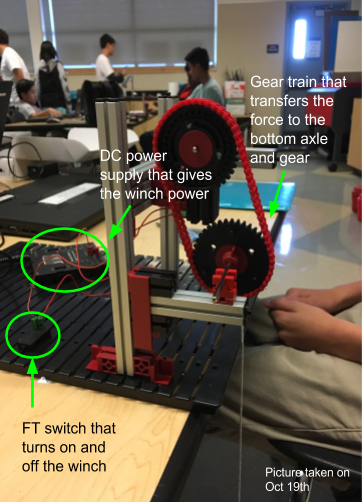 Gear train that
transfers the
force to the
bottom axle
and gear
DC power
supply that gives
the winch power
FT switch that
turns on and
off the winch
Picture taken on
Oct 19th